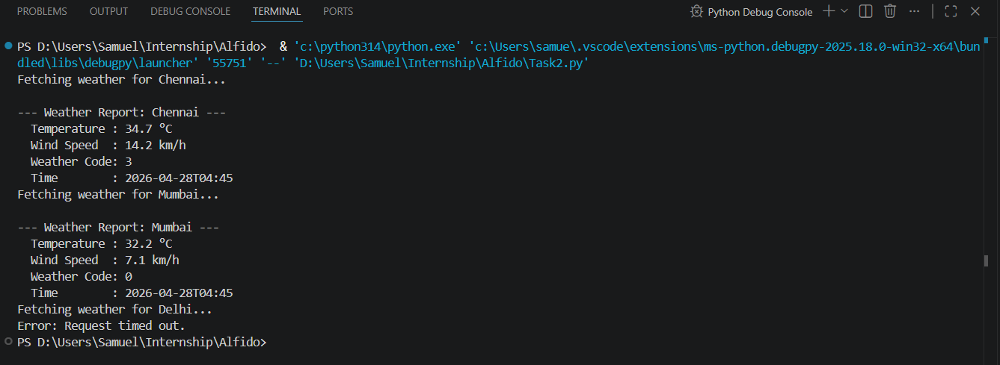 PROBLEMS OUTPUT DEBUG CONSOLE TERMINAL PORTS Python Debug Console
PS D:\Users\Samuel\Internship\Alfido>  & 'c:\python314\python.exe' 'c:\Users\samue\.vscode\extensions\ms-python.debugpy-2025.18.0-win32-x64\bun
dled\libs\debugpy\launcher' '55751' '--' 'D:\Users\Samuel\Internship\Alfido\Task2.py'
Fetching weather for Chennai...
--- Weather Report: Chennai ---
  Temperature : 34.7 °C
  Wind Speed  : 14.2 km/h
  Weather Code: 3
  Time        : 2026-04-28T04:45
Fetching weather for Mumbai...
--- Weather Report: Mumbai ---
  Temperature : 32.2 °C
  Wind Speed  : 7.1 km/h
  Weather Code: 0
  Time        : 2026-04-28T04:45
Fetching weather for Delhi...
Error: Request timed out.
PS D:\Users\Samuel\Internship\Alfido>